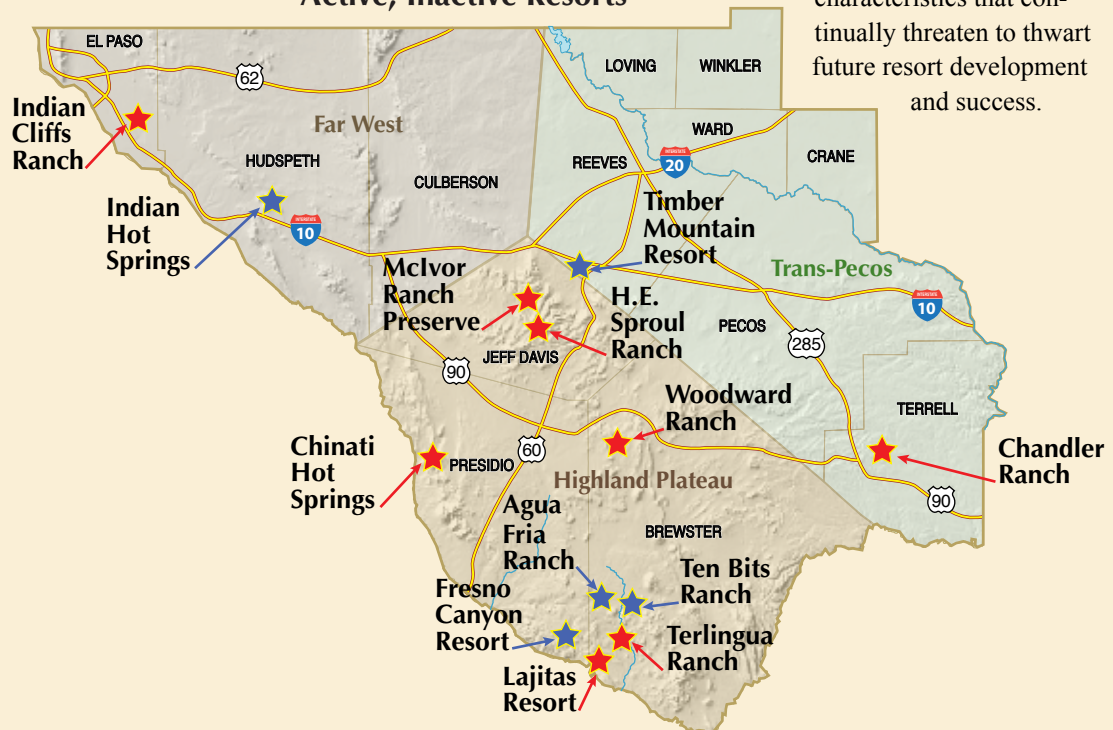 Active, Inactive Resorts
characteristics that con-
tinually threaten to thwart
future resort development
and success.
EL PASO
62
LOVING
WINKLER
Indian
Cliffs
Ranch
Far West
WARD
HUDSPETH
CULBERSON
REEVES
INTERSTATE
20
CRANE
Indian
Hot
Springs
INTERSTATE
10
Timber
Mountain
Resort
Trans-Pecos
McIvor
Ranch
Preserve
H.E.
Sproul
Ranch
INTERSTATE
10
PECOS
285
JEFF DAVIS
90
Woodward
Ranch
TERRELL
Chinati
Hot
Springs
PRESIDIO
60
Highland Plateau
Chandler
Ranch
90
Agua
Fria
Ranch
BREWSTER
Ten Bits
Ranch
Fresno
Canyon
Resort
Terlingua
Ranch
Lajitas
Resort